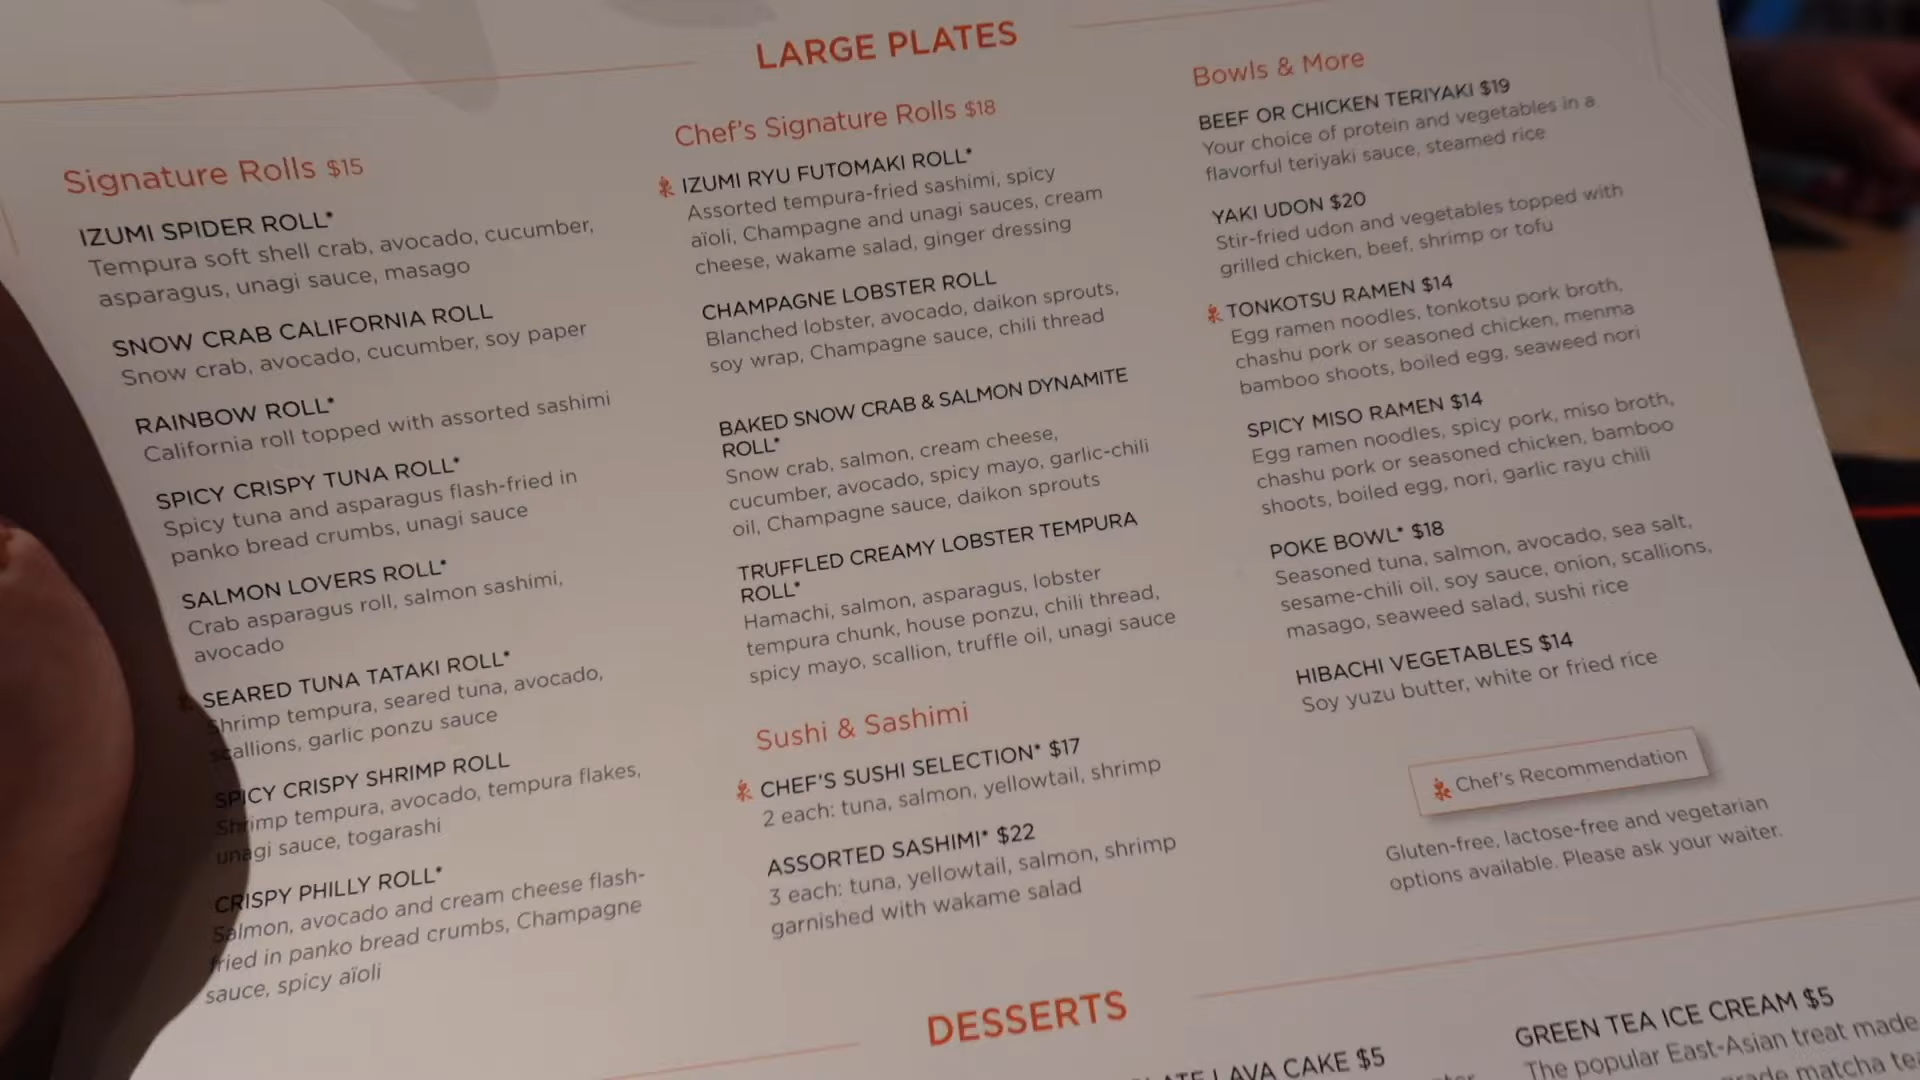 LARGE PLATES
Signature Rolls $15
IZUMI SPIDER ROLL*
Tempura soft shell crab, avocado, cucumber,
asparagus, unagi sauce, masago
SNOW CRAB CALIFORNIA ROLL
Snow crab, avocado, cucumber, soy paper
RAINBOW ROLL*
California roll topped with assorted sashimi
SPICY CRISPY TUNA ROLL*
Spicy tuna and asparagus flash-fried in
panko bread crumbs, unagi sauce
SALMON LOVERS ROLL*
Crab asparagus roll, salmon sashimi,
avocado
SEARED TUNA TATAKI ROLL*
Shrimp tempura, seared tuna, avocado,
scallions, garlic ponzu sauce
SPICY CRISPY SHRIMP ROLL
Shrimp tempura, avocado, tempura flakes,
unagi sauce, togarashi
CRISPY PHILLY ROLL*
Salmon, avocado and cream cheese flash-
fried in panko bread crumbs, Champagne
sauce, spicy aïoli
Chef's Signature Rolls $18
IZUMI RYU FUTOMAKI ROLL*
Assorted tempura-fried sashimi, spicy
aïoli, Champagne and unagi sauces, cream
cheese, wakame salad, ginger dressing
CHAMPAGNE LOBSTER ROLL
Blanched lobster, avocado, daikon sprouts,
soy wrap, Champagne sauce, chili thread
BAKED SNOW CRAB & SALMON DYNAMITE
ROLL*
Snow crab, salmon, cream cheese,
cucumber, avocado, spicy mayo, garlic-chili
oil, Champagne sauce, daikon sprouts
TRUFFLED CREAMY LOBSTER TEMPURA
ROLL*
Hamachi, salmon, asparagus, lobster
tempura chunk, house ponzu, chili thread,
spicy mayo, scallion, truffle oil, unagi sauce
Sushi & Sashimi
CHEF'S SUSHI SELECTION* $17
2 each: tuna, salmon, yellowtail, shrimp
ASSORTED SASHIMI* $22
3 each: tuna, yellowtail, salmon, shrimp
garnished with wakame salad
Bowls & More
BEEF OR CHICKEN TERIYAKI $19
Your choice of protein and vegetables in a
flavorful teriyaki sauce, steamed rice
YAKI UDON $20
Stir-fried udon and vegetables topped with
grilled chicken, beef, shrimp or tofu
TONKOTSU RAMEN $14
Egg ramen noodles, tonkotsu pork broth,
chashu pork or seasoned chicken, menma
bamboo shoots, boiled egg, seaweed nori
SPICY MISO RAMEN $14
Egg ramen noodles, spicy pork, miso broth,
chashu pork or seasoned chicken, bamboo
shoots, boiled egg, nori, garlic rayu chili
POKE BOWL* $18
Seasoned tuna, salmon, avocado, sea salt,
sesame-chili oil, soy sauce, onion, scallions,
masago, seaweed salad, sushi rice
HIBACHI VEGETABLES $14
Soy yuzu butter, white or fried rice
Chef's Recommendation
Gluten-free, lactose-free and vegetarian
options available. Please ask your waiter.
DESSERTS
LAVA CAKE $5
GREEN TEA ICE CREAM $5
The popular East-Asian treat made
matcha